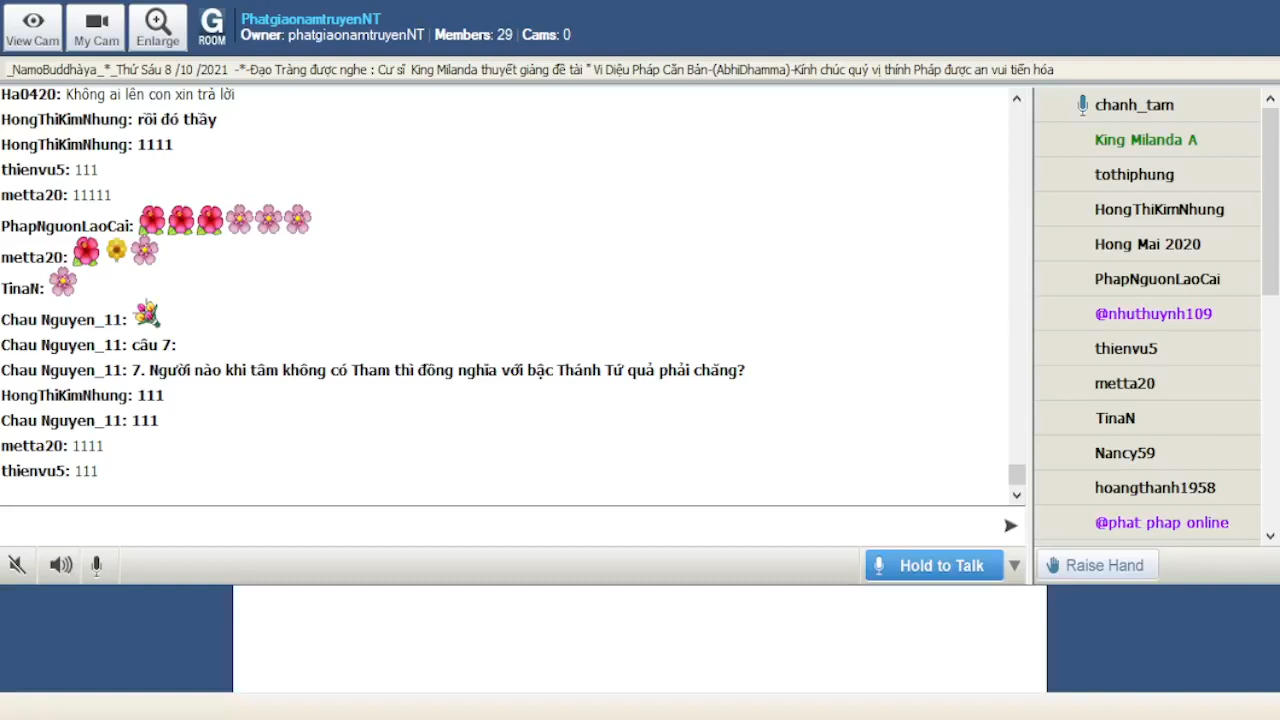 View Cam
My Cam
Enlarge
G
ROOM
PhatgiaonamtruyenNT
Owner: phatgiaonamtruyenNT | Members: 29 | Cams: 0
_NamoBuddhàya_*_Thứ Sáu 8 /10 /2021 -*-Đạo Tràng được nghe : Cư sĩ King Milanda thuyết giảng đề tài " Vi Diệu Pháp Căn Bản-(AbhiDhamma)-Kính chúc quý vị thính Pháp được an vui tiến hóa
Ha0420: Không ai lên con xin trả lời
HongThiKimNhung: rồi đó thầy
HongThiKimNhung: 1111
thienvu5: 111
metta20: 11111
PhapNguonLaoCai:
metta20:
TinaN:
Chau Nguyen_11:
Chau Nguyen_11: câu 7:
Chau Nguyen_11: 7. Người nào khi tâm không có Tham thì đồng nghĩa với bậc Thánh Tứ quả phải chăng?
HongThiKimNhung: 111
Chau Nguyen_11: 111
metta20: 1111
thienvu5: 111
chanh_tam
King Milanda A
tothiphung
HongThiKimNhung
Hong Mai 2020
PhapNguonLaoCai
@nhuthuynh109
thienvu5
metta20
TinaN
Nancy59
hoangthanh1958
@phat phap online
Hold to Talk
Raise Hand